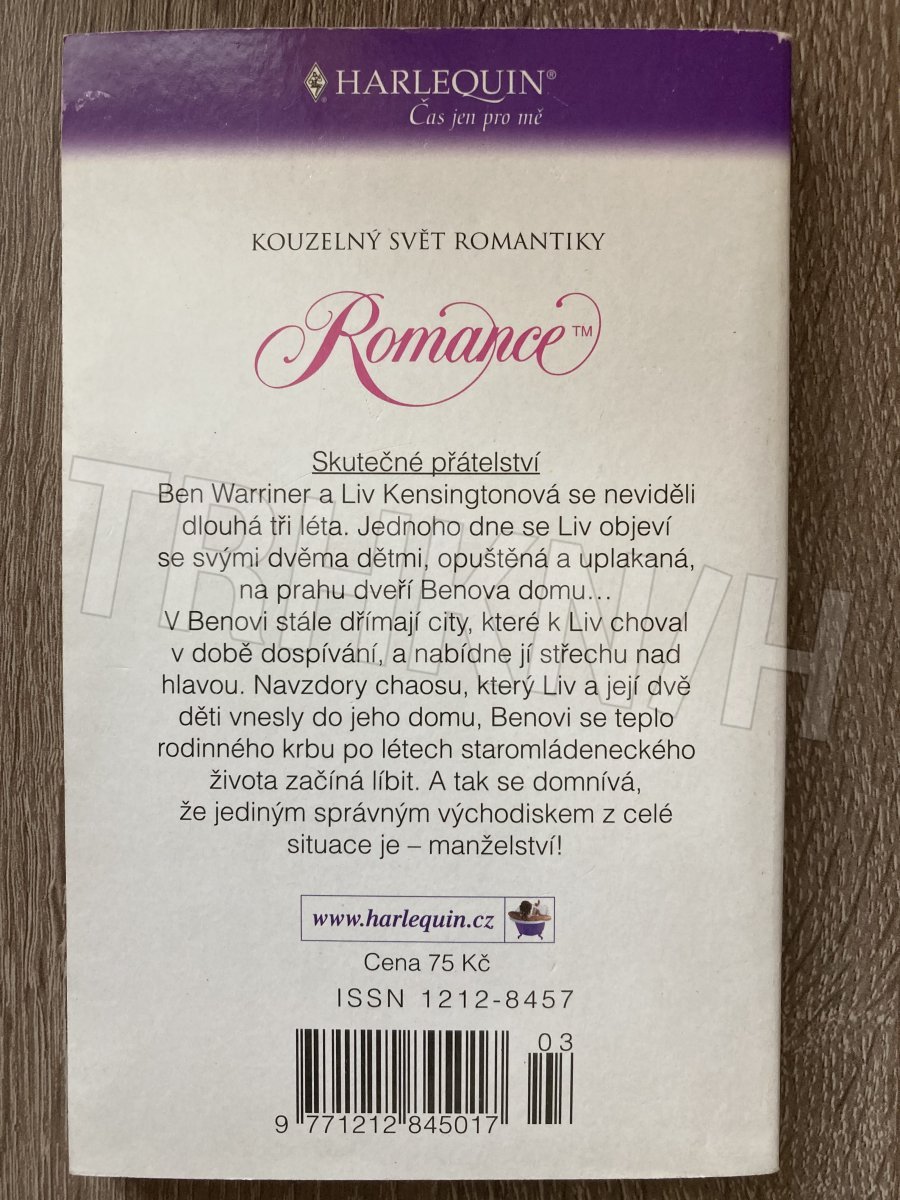 HARLEQUIN®
Čas jen pro mě
KOUZELNÝ SVĚT ROMANTIKY
Romance™
Skutečné přátelství
Ben Warriner a Liv Kensingtonová se neviděli
dlouhá tři léta. Jednoho dne se Liv objeví
se svými dvěma dětmi, opuštěná a uplakaná,
na prahu dveří Benova domu...
V Benovi stále dřímají city, které k Liv choval
v době dospívání, a nabídne jí střechu nad
hlavou. Navzdory chaosu, který Liv a její dvě
děti vnesly do jeho domu, Benovi se teplo
rodinného krbu po létech staromládeneckého
života začíná líbit. A tak se domnívá,
že jediným správným východiskem z celé
situace je – manželství!
www.harlequin.cz
Cena 75 Kč
ISSN 1212-8457
03
9 771212 845017